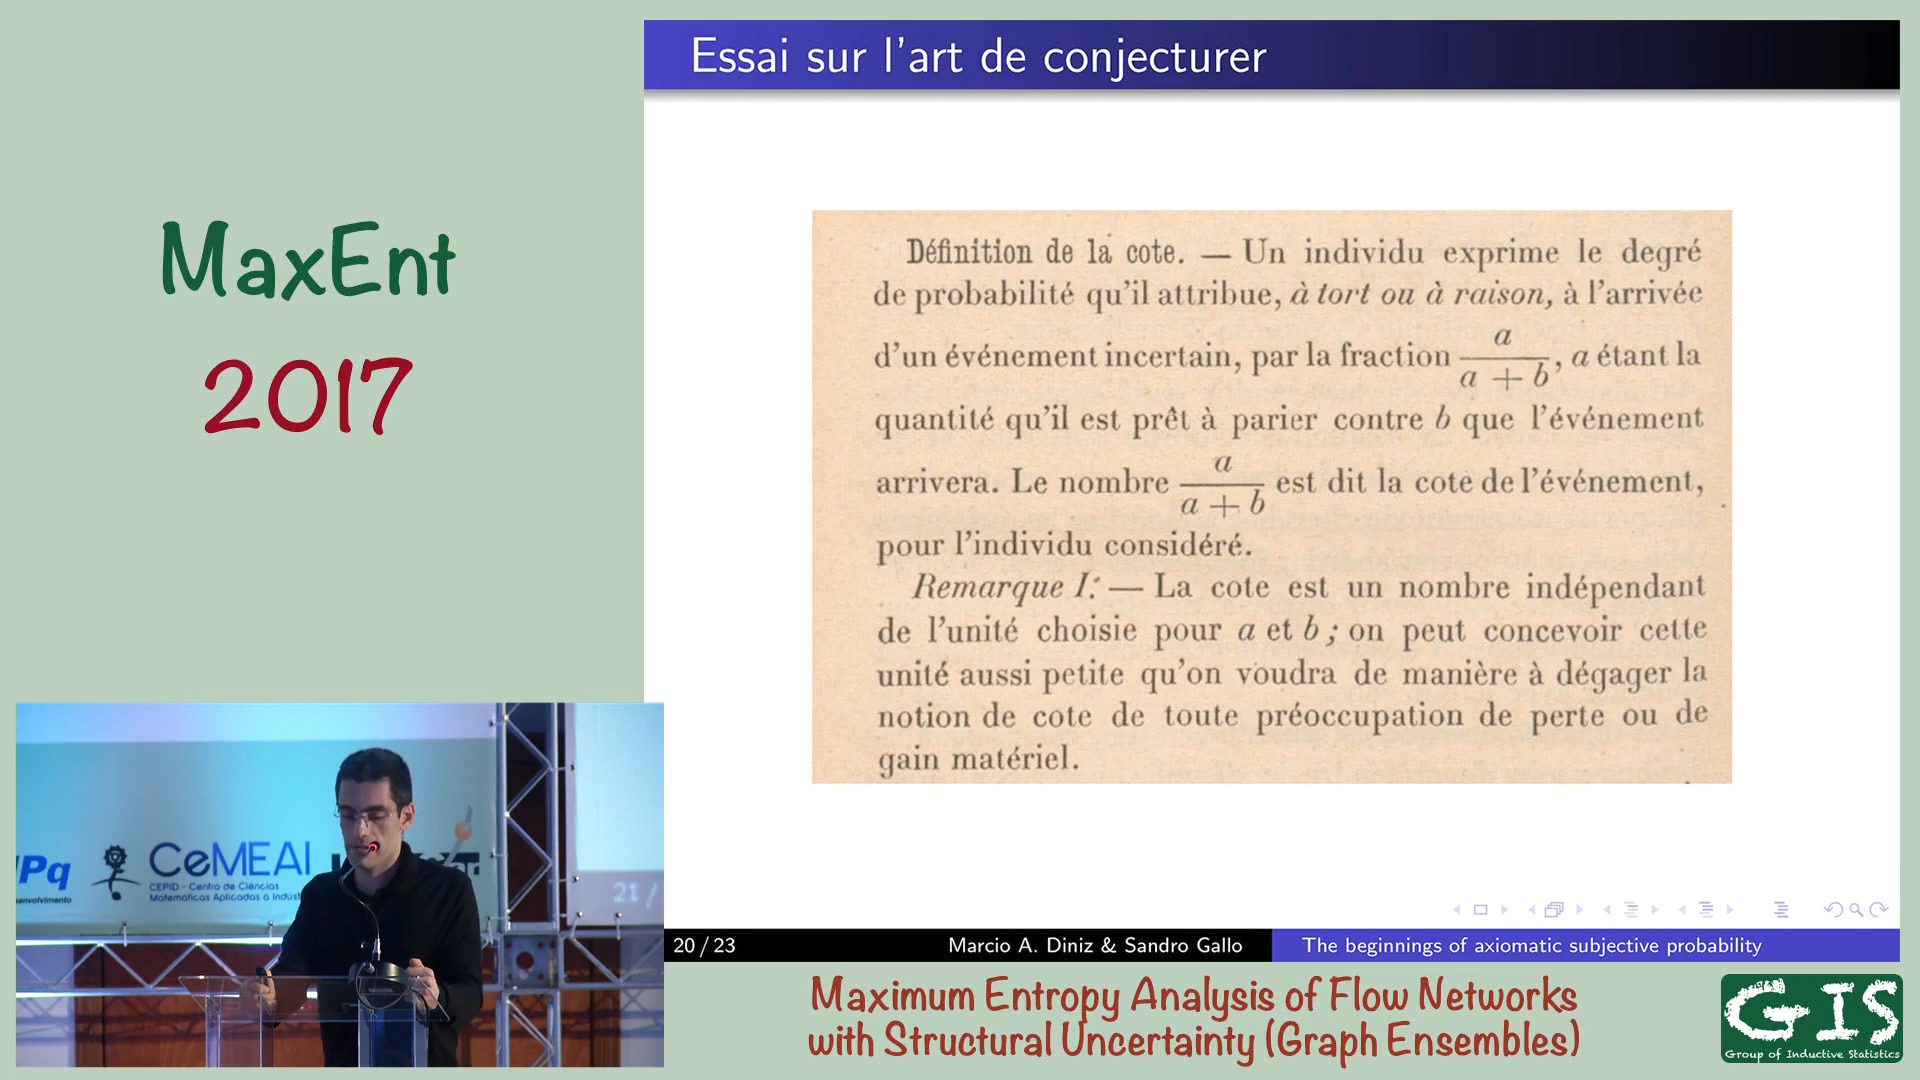 Essai sur l'art de conjecturer
MaxEnt
2017
Définition de la cote. — Un individu exprime le degré
de probabilité qu'il attribue, à tort ou à raison, à l'arrivée
d'un événement incertain, par la fraction a / (a + b), a étant la
quantité qu'il est prêt à parier contre b que l'événement
arrivera. Le nombre a / (a + b) est dit la cote de l'événement,
pour l'individu considéré.
Remarque I. — La cote est un nombre indépendant
de l'unité choisie pour a et b ; on peut concevoir cette
unité aussi petite qu'on voudra de manière à dégager la
notion de cote de toute préoccupation de perte ou de
gain matériel.
Pq
CeMEAI
CEPID - Centro de Ciências
Matemáticas Aplicadas à Indúst
21 /
20 / 23
Marcio A. Diniz & Sandro Gallo
The beginnings of axiomatic subjective probability
Maximum Entropy Analysis of Flow Networks
with Structural Uncertainty (Graph Ensembles)
GIS
Group of Inductive Statistics